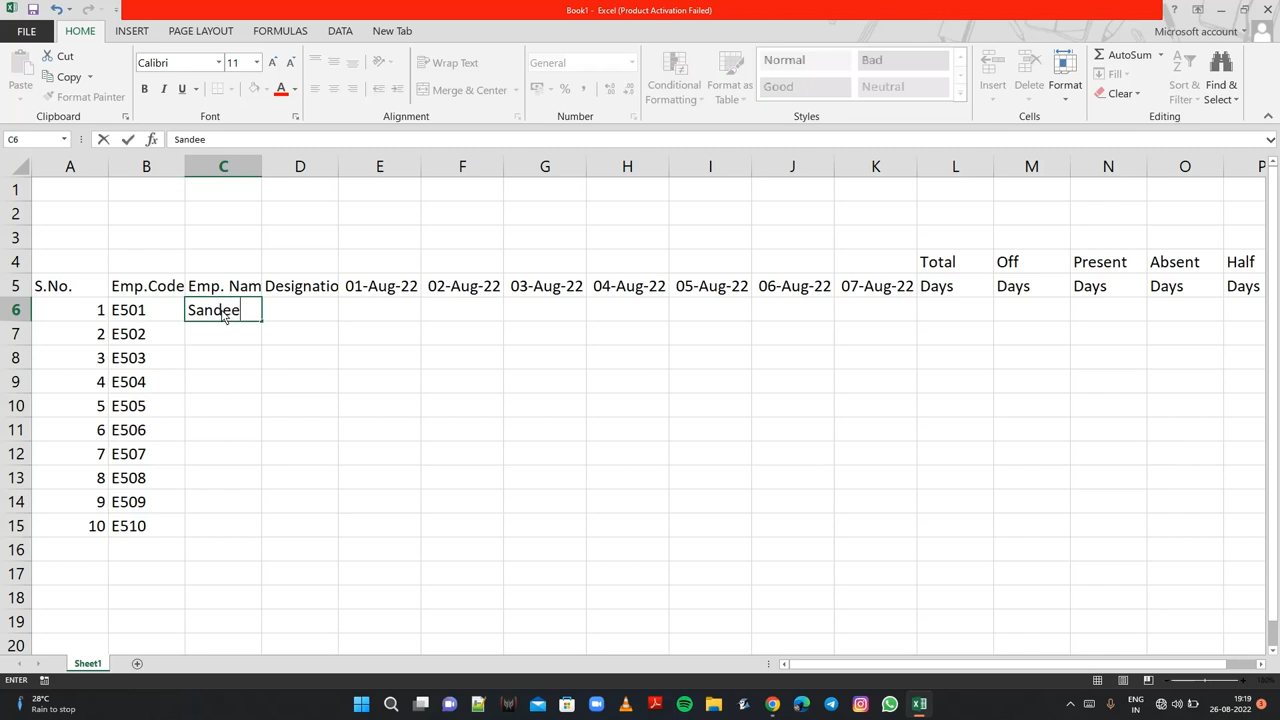 Book1 - Excel (Product Activation Failed)
FILE HOME INSERT PAGE LAYOUT FORMULAS DATA New Tab Microsoft account
Cut
Copy
Format Painter
Paste
Clipboard
Calibri 11
B I U A
Font
Wrap Text
Merge & Center
Alignment
General
%
Number
Conditional Formatting
Format as Table
Normal Bad
Good Neutral
Styles
Insert Delete Format
Cells
AutoSum
Fill
Clear
Sort & Filter
Find & Select
Editing
C6 fx Sandee
A B C D E F G H I J K L M N O P
1
2
3
4 Total Off Present Absent Half
5 S.No. Emp.Code Emp. Nam Designatio 01-Aug-22 02-Aug-22 03-Aug-22 04-Aug-22 05-Aug-22 06-Aug-22 07-Aug-22 Days Days Days Days Days
6 1 E501 Sandee
7 2 E502
8 3 E503
9 4 E504
10 5 E505
11 6 E506
12 7 E507
13 8 E508
14 9 E509
15 10 E510
16
17
18
19
20
Sheet1
ENTER
28°C
Rain to stop
ENG
IN
19:19
26-08-2022